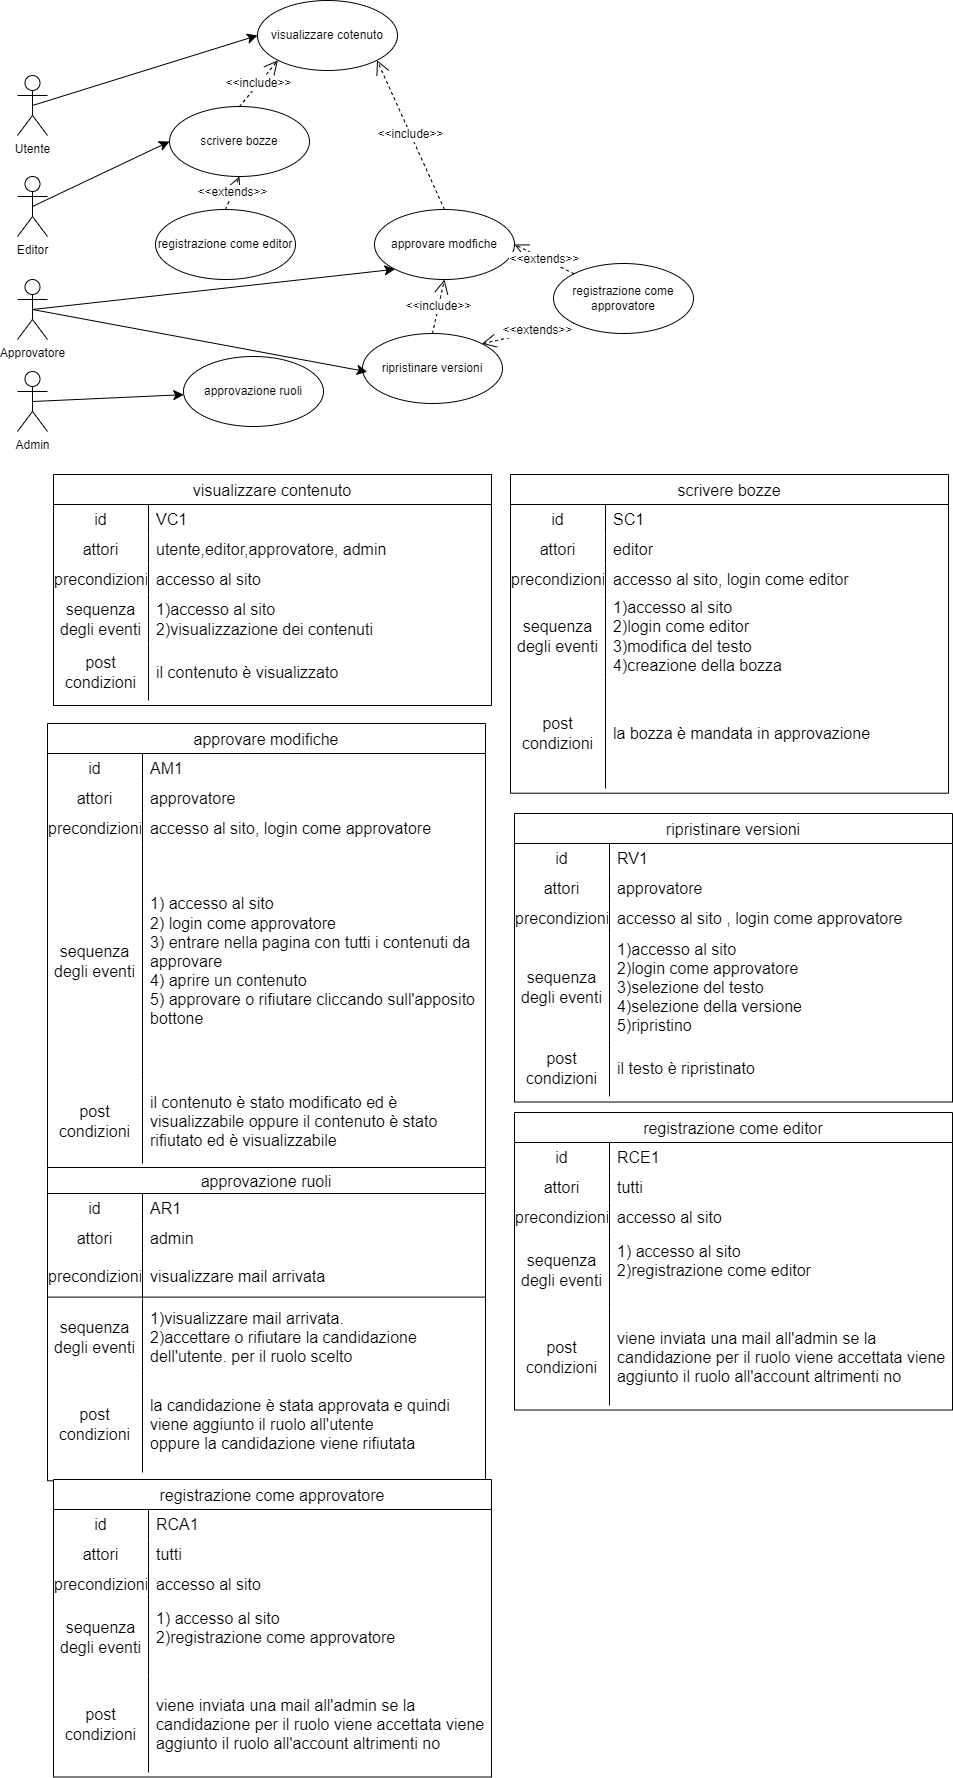 visualizzare cotenuto
<<include>>
Utente
scrivere bozze
<<include>>
<<extends>>
Editor
registrazione come editor
approvare modfiche
<<extends>>
registrazione come
approvatore
<<include>>
<<extends>>
Approvatore
ripristinare versioni
approvazione ruoli
Admin
visualizzare contenuto
id
VC1
attori
utente,editor,approvatore, admin
precondizioni
accesso al sito
sequenza
degli eventi
1)accesso al sito
2)visualizzazione dei contenuti
post
condizioni
il contenuto è visualizzato
scrivere bozze
id
SC1
attori
editor
precondizioni
accesso al sito, login come editor
sequenza
degli eventi
1)accesso al sito
2)login come editor
3)modifica del testo
4)creazione della bozza
post
condizioni
la bozza è mandata in approvazione
approvare modifiche
id
AM1
attori
approvatore
precondizioni
accesso al sito, login come approvatore
sequenza
degli eventi
1) accesso al sito
2) login come approvatore
3) entrare nella pagina con tutti i contenuti da
approvare
4) aprire un contenuto
5) approvare o rifiutare cliccando sull'apposito
bottone
post
condizioni
il contenuto è stato modificato ed è
visualizzabile oppure il contenuto è stato
rifiutato ed è visualizzabile
ripristinare versioni
id
RV1
attori
approvatore
precondizioni
accesso al sito , login come approvatore
sequenza
degli eventi
1)accesso al sito
2)login come approvatore
3)selezione del testo
4)selezione della versione
5)ripristino
post
condizioni
il testo è ripristinato
approvazione ruoli
id
AR1
attori
admin
precondizioni
visualizzare mail arrivata
sequenza
degli eventi
1)visualizzare mail arrivata.
2)accettare o rifiutare la candidazione
dell'utente. per il ruolo scelto
post
condizioni
la candidazione è stata approvata e quindi
viene aggiunto il ruolo all'utente
oppure la candidazione viene rifiutata
registrazione come editor
id
RCE1
attori
tutti
precondizioni
accesso al sito
sequenza
degli eventi
1) accesso al sito
2)registrazione come editor
post
condizioni
viene inviata una mail all'admin se la
candidazione per il ruolo viene accettata viene
aggiunto il ruolo all'account altrimenti no
registrazione come approvatore
id
RCA1
attori
tutti
precondizioni
accesso al sito
sequenza
degli eventi
1) accesso al sito
2)registrazione come approvatore
post
condizioni
viene inviata una mail all'admin se la
candidazione per il ruolo viene accettata viene
aggiunto il ruolo all'account altrimenti no